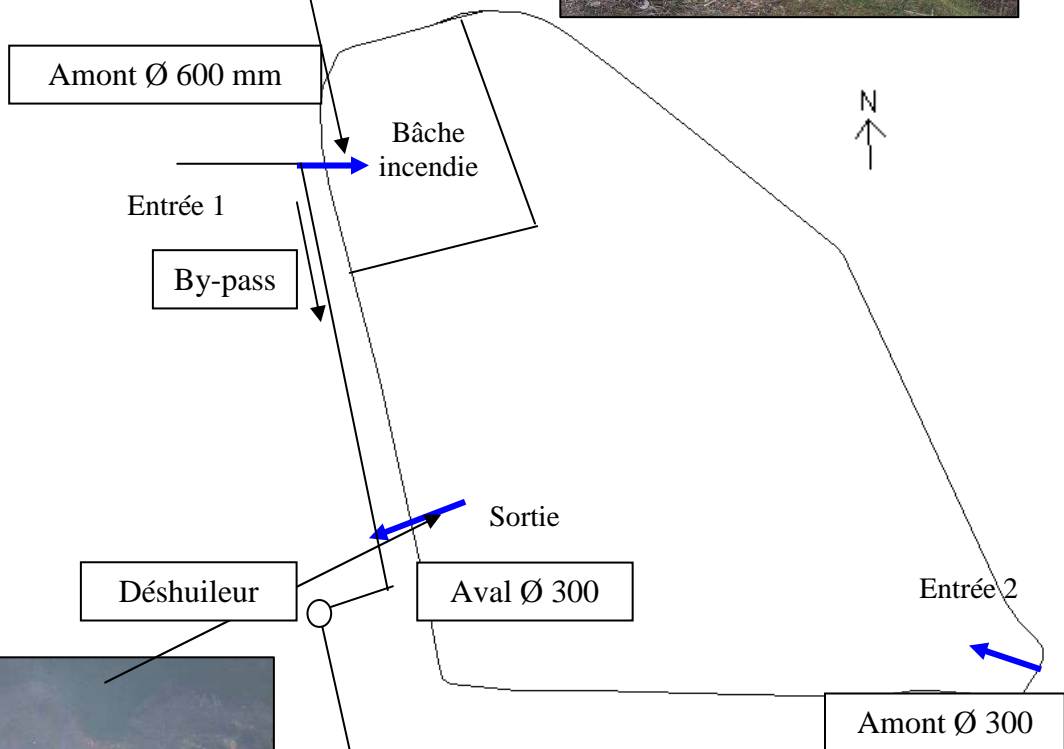 Amont Ø 600 mm
N
Bâche
incendie
Entrée 1
By-pass
Sortie
Déshuileur
Aval Ø 300
Entrée 2
Amont Ø 300